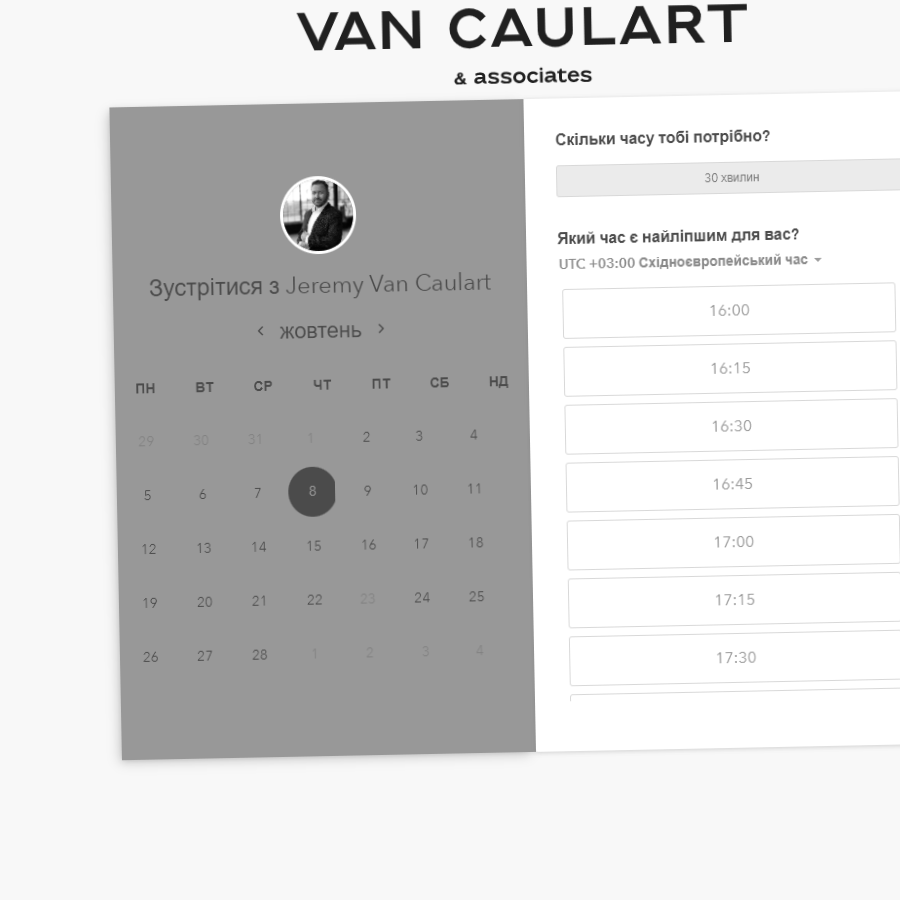 VAN CAULART
& associates
Зустрітися з Jeremy Van Caulart
жовтень
ПН ВТ СР ЧТ ПТ СБ НД
29 30 31 1 2 3 4
5 6 7 8 9 10 11
12 13 14 15 16 17 18
19 20 21 22 23 24 25
26 27 28 1 2 3 4
Скільки часу тобі потрібно?
30 хвилин
Який час є найліпшим для вас?
UTC +03:00 Східноєвропейський час
16:00
16:15
16:30
16:45
17:00
17:15
17:30